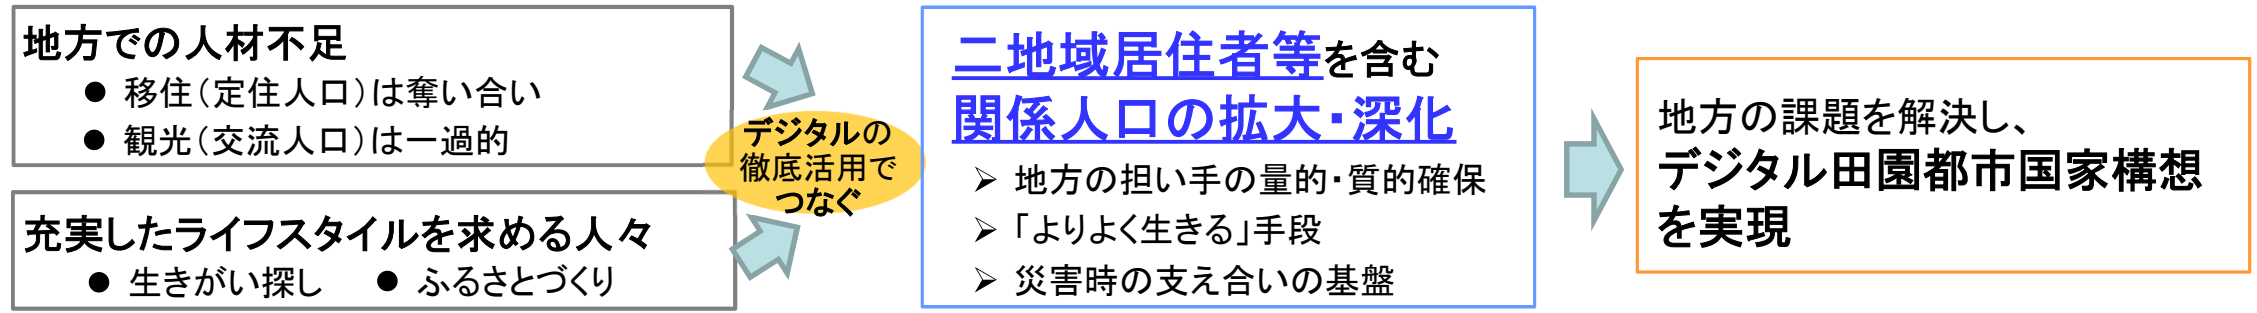 地方での人材不足
● 移住(定住人口)は奪い合い
● 観光(交流人口)は一過的
充実したライフスタイルを求める人々
● 生きがい探し ● ふるさとづくり
デジタルの
徹底活用で
つなぐ
二地域居住者等を含む
関係人口の拡大・深化
➢ 地方の担い手の量的・質的確保
➢ 「よりよく生きる」手段
➢ 災害時の支え合いの基盤
地方の課題を解決し、
デジタル田園都市国家構想
を実現